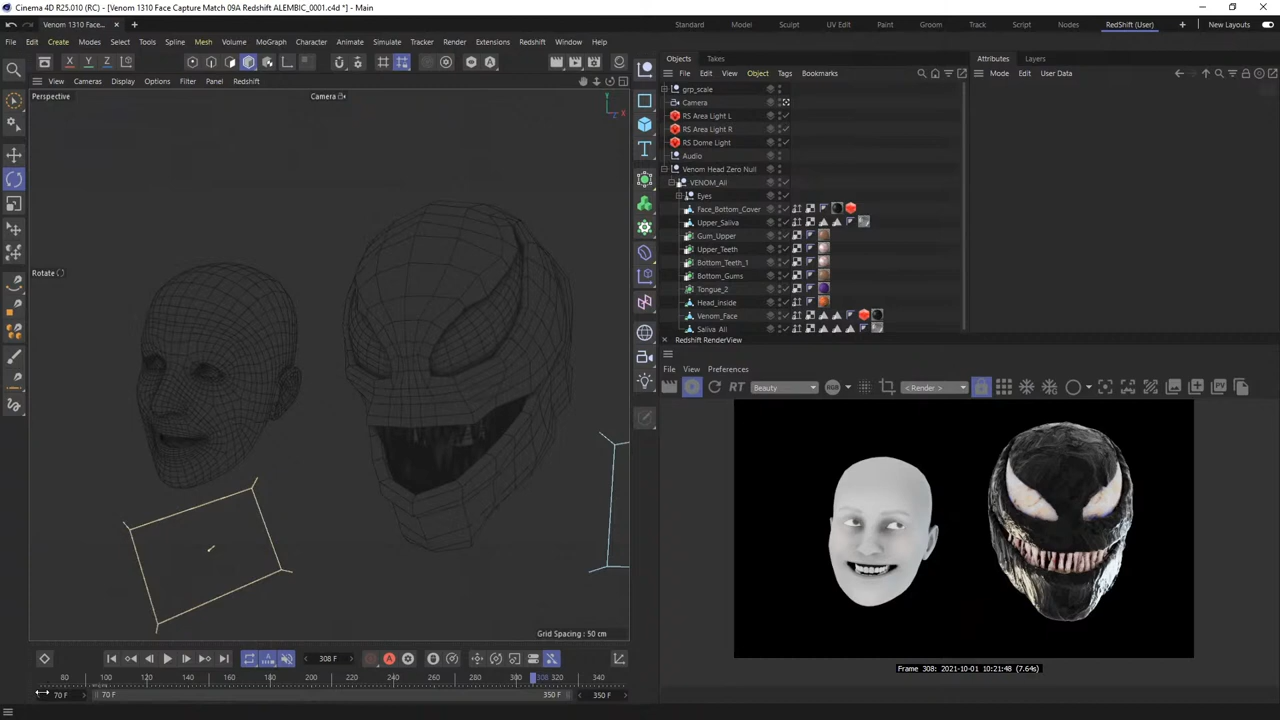 Cinema 4D R25.010 (RC) - [Venom 1310 Face Capture Match 09A Redshift ALEMBIC_0001.c4d *] - Main
Venom 1310 Face...
Standard Model Sculpt UV Edit Paint Groom Track Script Nodes RedShift (User) New Layouts
File Edit Create Modes Select Tools Spline Mesh Volume MoGraph Character Animate Simulate Tracker Render Extensions Redshift Window Help
X Y Z
View Cameras Display Options Filter Panel Redshift
Perspective
Camera
Y
X
Rotate
Grid Spacing : 50 cm
Objects Takes
File Edit View Object Tags Bookmarks
grp_scale
Camera
RS Area Light L
RS Area Light R
RS Dome Light
Audio
Venom Head Zero Null
VENOM_All
Eyes
Face_Bottom_Cover
Upper_Saliva
Gum_Upper
Upper_Teeth
Bottom_Teeth_1
Bottom_Gums
Tongue_2
Head_inside
Venom_Face
Saliva_All
Attributes Layers
Mode Edit User Data
Redshift RenderView
File View Preferences
RT Beauty RGB < Render > PV
Frame 308: 2021-10-01 10:21:48 (7.64s)
308 F
80 100 120 140 160 180 200 220 240 260 280 300 308 320 340
70 F 70 F 350 F 350 F